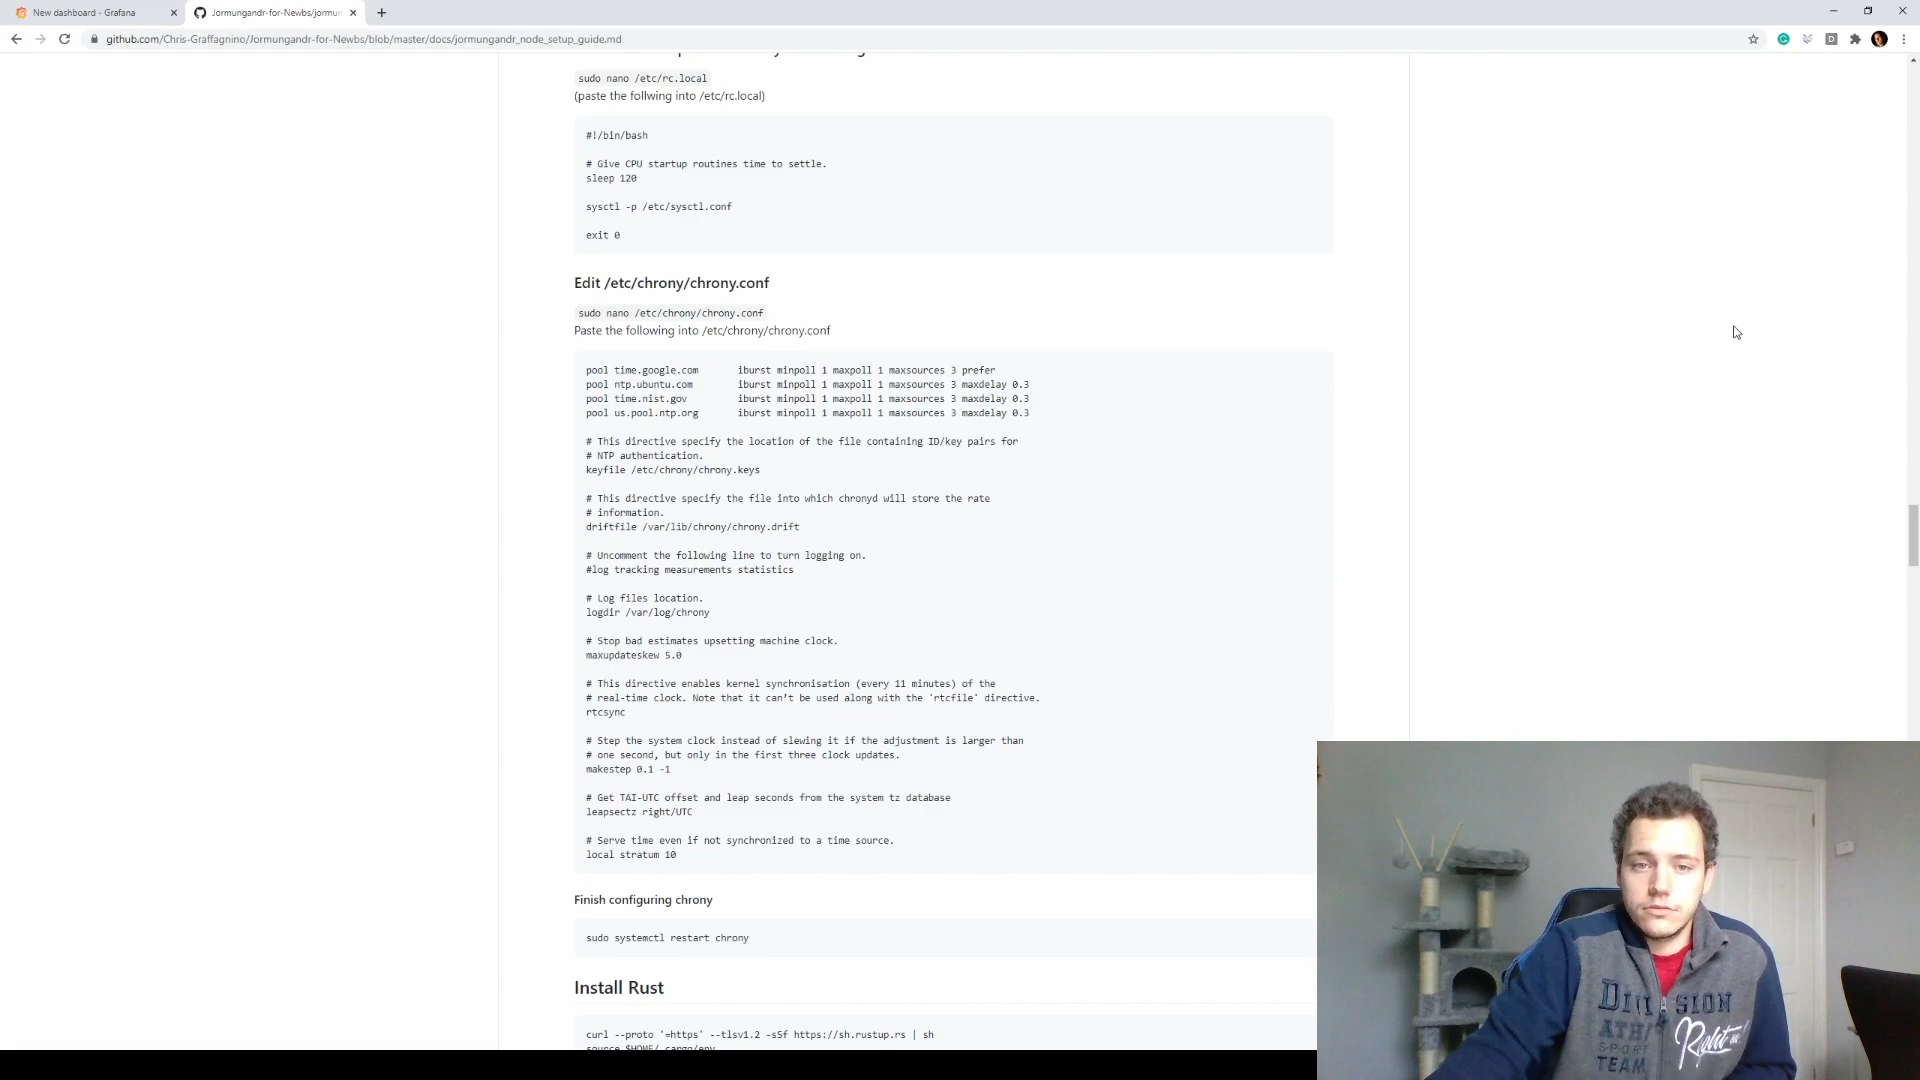 New dashboard - Grafana
Jormungandr-for-Newbs/jormun
github.com/Chris-Graffagnino/Jormungandr-for-Newbs/blob/master/docs/jormungandr_node_setup_guide.md
sudo nano /etc/rc.local
(paste the follwing into /etc/rc.local)
#!/bin/bash
# Give CPU startup routines time to settle.
sleep 120
sysctl -p /etc/sysctl.conf
exit 0
Edit /etc/chrony/chrony.conf
sudo nano /etc/chrony/chrony.conf
Paste the following into /etc/chrony/chrony.conf
pool time.google.com iburst minpoll 1 maxpoll 1 maxsources 3 prefer
pool ntp.ubuntu.com iburst minpoll 1 maxpoll 1 maxsources 3 maxdelay 0.3
pool time.nist.gov iburst minpoll 1 maxpoll 1 maxsources 3 maxdelay 0.3
pool us.pool.ntp.org iburst minpoll 1 maxpoll 1 maxsources 3 maxdelay 0.3
# This directive specify the location of the file containing ID/key pairs for
# NTP authentication.
keyfile /etc/chrony/chrony.keys
# This directive specify the file into which chronyd will store the rate
# information.
driftfile /var/lib/chrony/chrony.drift
# Uncomment the following line to turn logging on.
#log tracking measurements statistics
# Log files location.
logdir /var/log/chrony
# Stop bad estimates upsetting machine clock.
maxupdateskew 5.0
# This directive enables kernel synchronisation (every 11 minutes) of the
# real-time clock. Note that it can't be used along with the 'rtcfile' directive.
rtcsync
# Step the system clock instead of slewing it if the adjustment is larger than
# one second, but only in the first three clock updates.
makestep 0.1 -1
# Get TAI-UTC offset and leap seconds from the system tz database
leapsectz right/UTC
# Serve time even if not synchronized to a time source.
local stratum 10
Finish configuring chrony
sudo systemctl restart chrony
Install Rust
curl --proto '=https' --tlsv1.2 -sSf https://sh.rustup.rs | sh
source $HOME/.cargo/env
DIVISION
ATH
Right
SPORT
TEAM